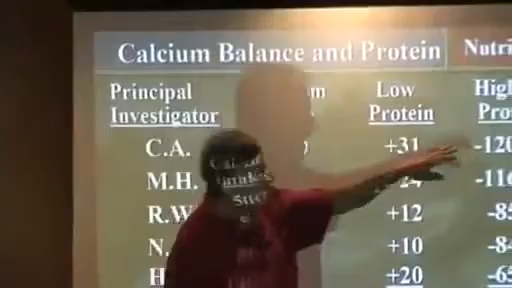 Calcium Balance and Protein Nutri
Principal m Low High
Investigator Protein Pro
C.A. +31 -120
M.H. -116
R.W +12 -85
N. +10 -84
H +20 -65